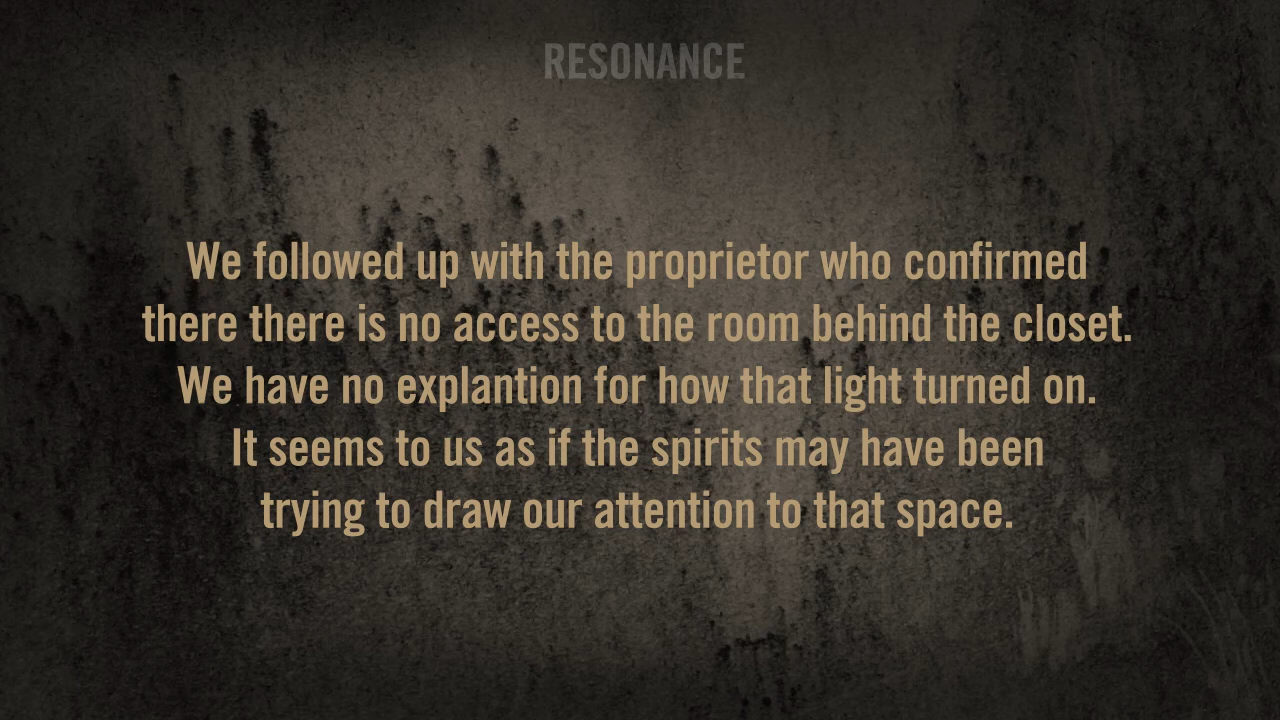 RESONANCE
We followed up with the proprietor who confirmed
there there is no access to the room behind the closet.
We have no explantion for how that light turned on.
It seems to us as if the spirits may have been
trying to draw our attention to that space.